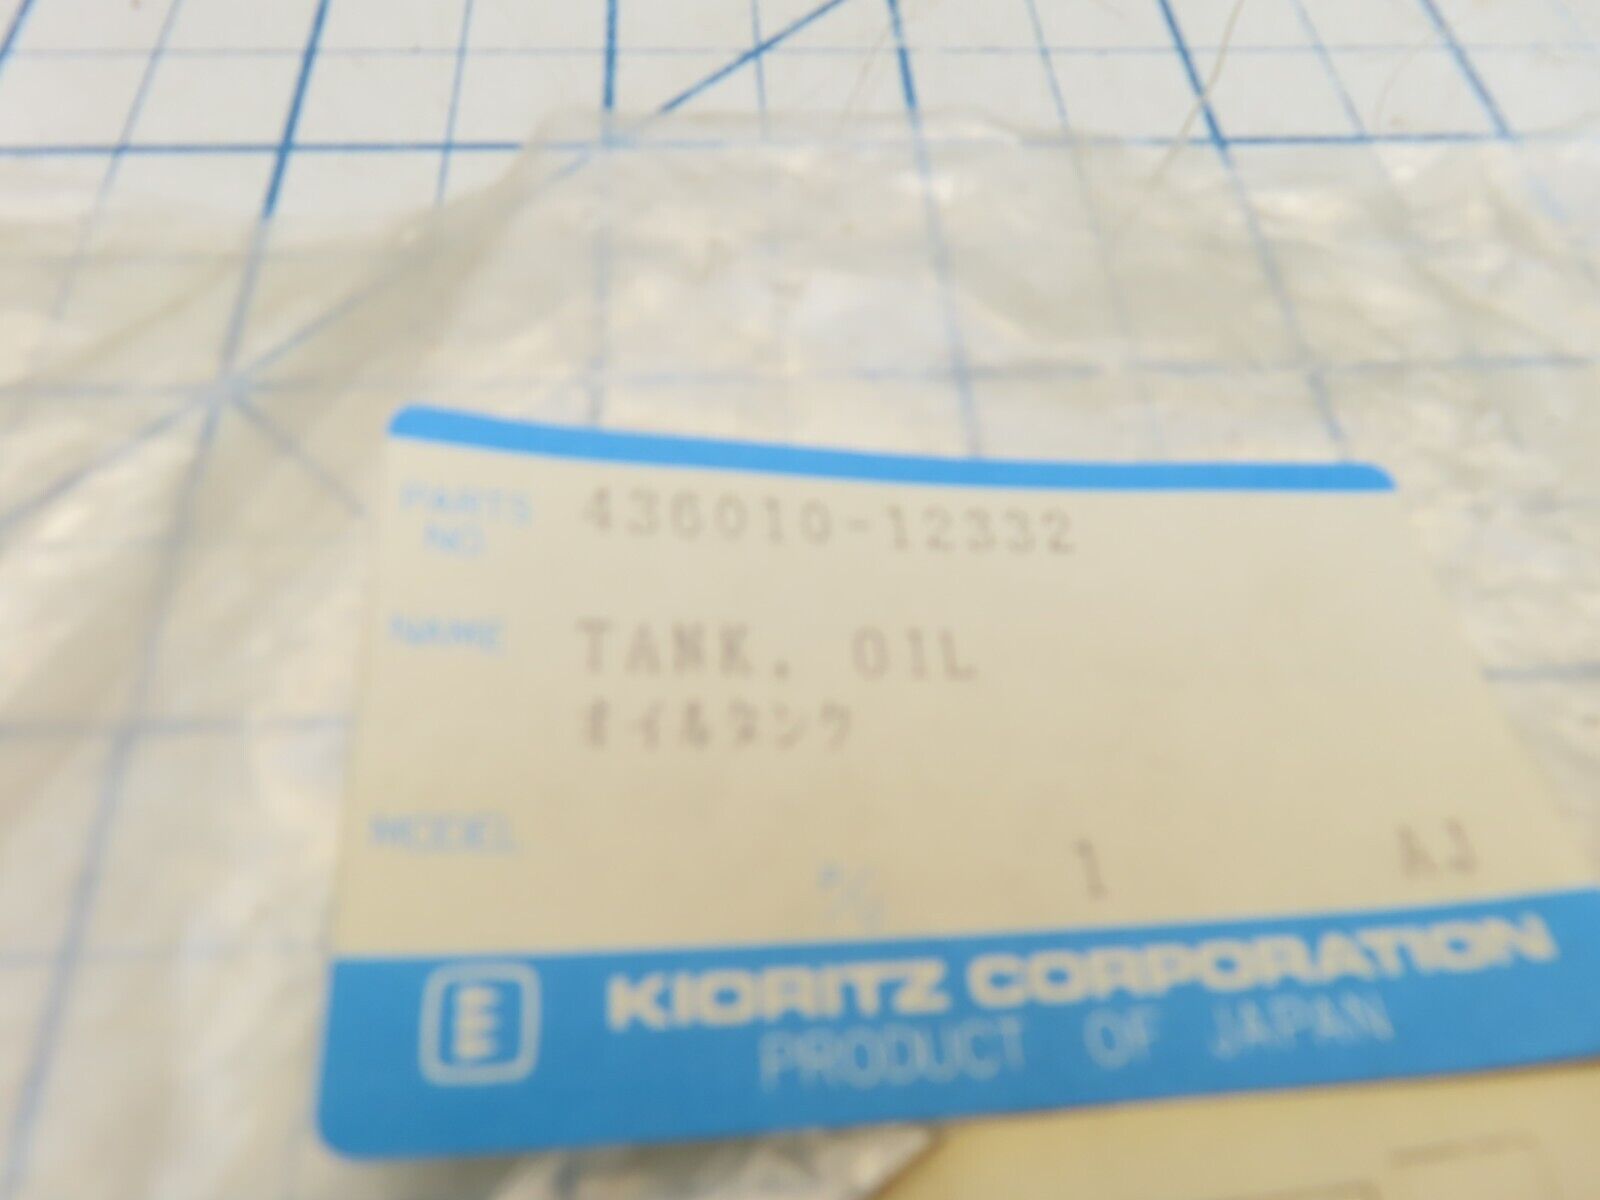 PARTS NO. 436010-12332
NAME TANK, OIL
オイルタンク
MODEL
1 AJ
KIORITZ CORPORATION
PRODUCT OF JAPAN